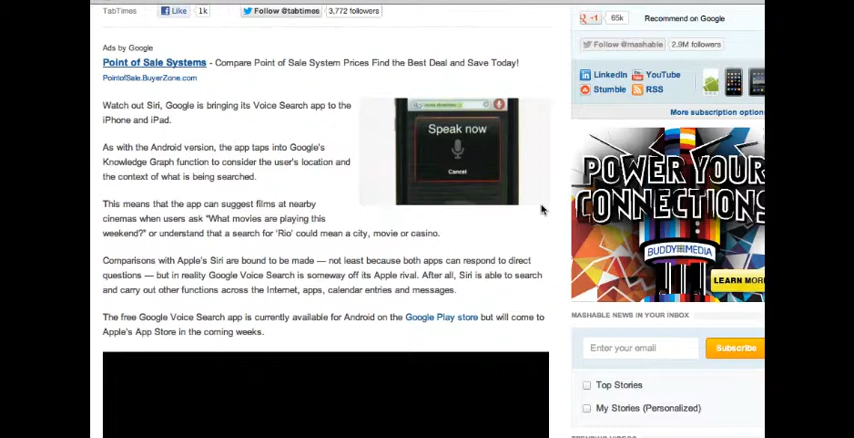 TabTimes
Like
1k
Follow @tabtimes
3,772 followers
Ads by Google
Point of Sale Systems - Compare Point of Sale System Prices Find the Best Deal and Save Today!
PointofSale.BuyerZone.com
Watch out Siri, Google is bringing its Voice Search app to the
iPhone and iPad.
As with the Android version, the app taps into Google's
Knowledge Graph function to consider the user's location and
the context of what is being searched.
This means that the app can suggest films at nearby
cinemas when users ask "What movies are playing this
weekend?" or understand that a search for 'Rio' could mean a city, movie or casino.
Comparisons with Apple's Siri are bound to be made — not least because both apps can respond to direct
questions — but in reality Google Voice Search is someway off its Apple rival. After all, Siri is able to search
and carry out other functions across the Internet, apps, calendar entries and messages.
The free Google Voice Search app is currently available for Android on the Google Play store but will come to
Apple's App Store in the coming weeks.
Speak now
Cancel
+1
65k
Recommend on Google
Follow @mashable
2.9M followers
LinkedIn
YouTube
Stumble
RSS
More subscription option
POWER YOUR
CONNECTIONS
BUDDY MEDIA
LEARN MORE
MASHABLE NEWS IN YOUR INBOX
Enter your email
Subscribe
Top Stories
My Stories (Personalized)